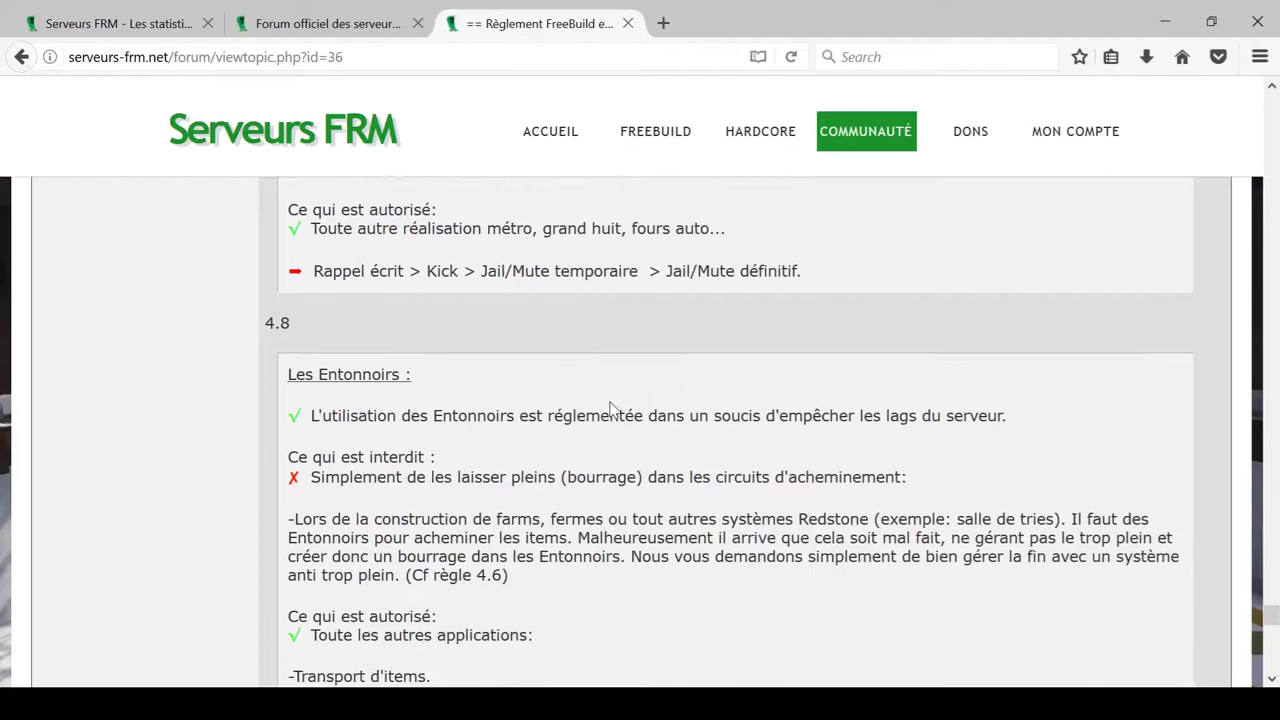 Serveurs FRM - Les statisti...
Forum officiel des serveur...
== Règlement FreeBuild e...
serveurs-frm.net/forum/viewtopic.php?id=36
Search
Serveurs FRM
ACCUEIL
FREEBUILD
HARDCORE
COMMUNAUTÉ
DONS
MON COMPTE
Ce qui est autorisé:
√ Toute autre réalisation métro, grand huit, fours auto...
➡ Rappel écrit > Kick > Jail/Mute temporaire > Jail/Mute définitif.
4.8
Les Entonnoirs :
√ L'utilisation des Entonnoirs est réglementée dans un soucis d'empêcher les lags du serveur.
Ce qui est interdit :
✗ Simplement de les laisser pleins (bourrage) dans les circuits d'acheminement:
-Lors de la construction de farms, fermes ou tout autres systèmes Redstone (exemple: salle de tries). Il faut des
Entonnoirs pour acheminer les items. Malheureusement il arrive que cela soit mal fait, ne gérant pas le trop plein et
créer donc un bourrage dans les Entonnoirs. Nous vous demandons simplement de bien gérer la fin avec un système
anti trop plein. (Cf règle 4.6)
Ce qui est autorisé:
√ Toute les autres applications:
-Transport d'items.